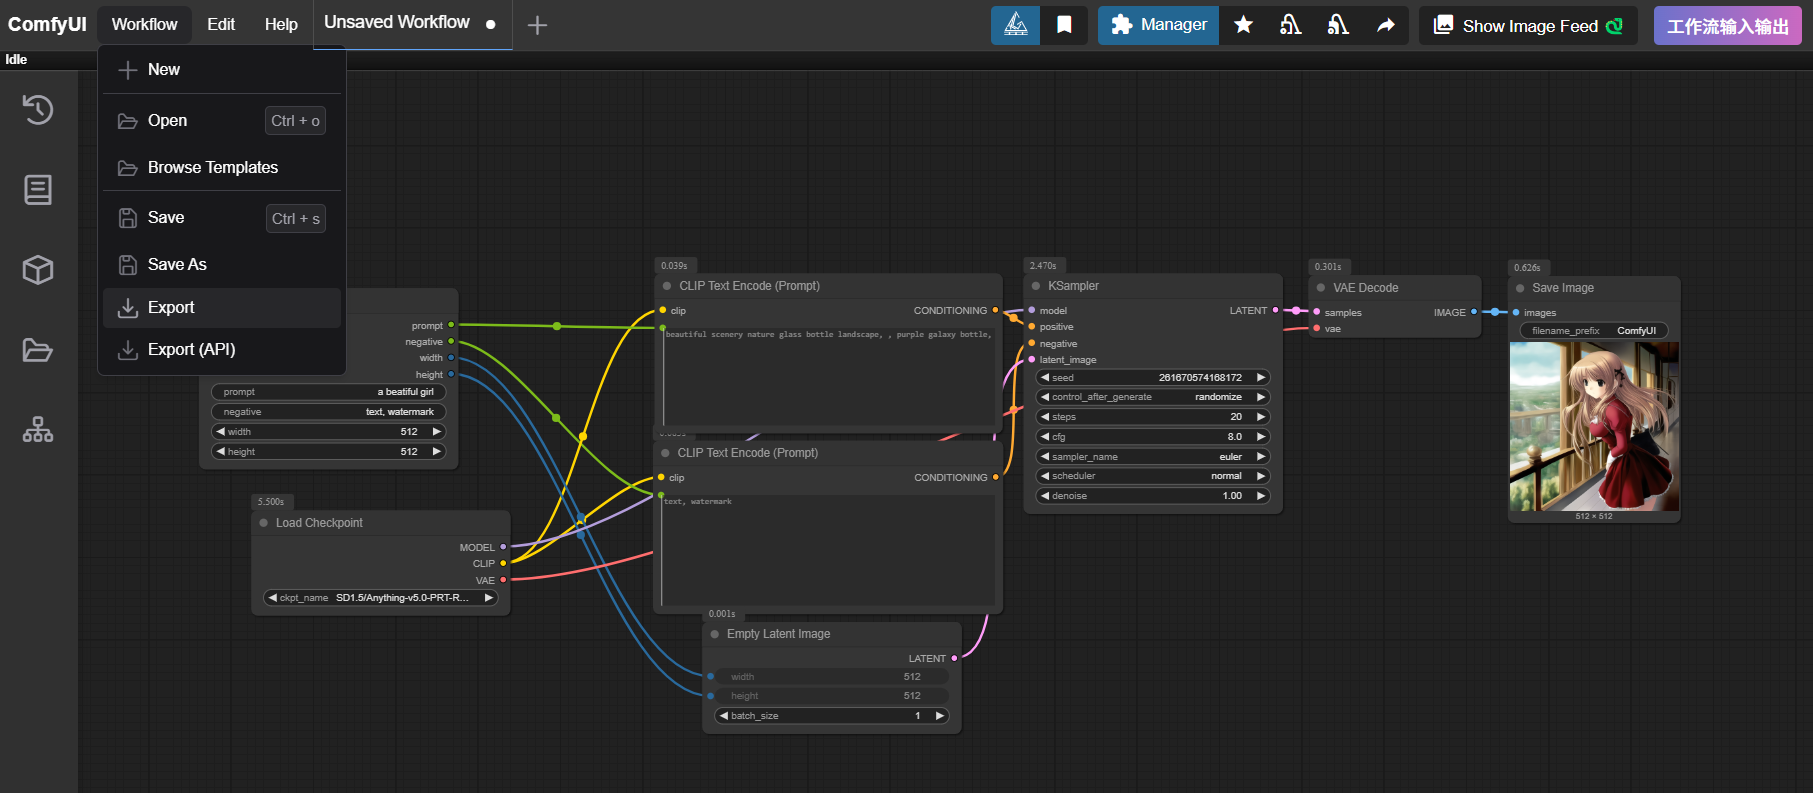 ComfyUI
Workflow
Edit
Help
Unsaved Workflow
Manager
Show Image Feed
工作流输入输出
Idle
New
Open
Ctrl + o
Browse Templates
Save
Ctrl + s
Save As
Export
Export (API)
prompt
negative
width
height
prompt a beatiful girl
negative text, watermark
width 512
height 512
5.500s
Load Checkpoint
MODEL
CLIP
VAE
ckpt_name SD1.5/Anything-v5.0-PRT-R...
0.039s
CLIP Text Encode (Prompt)
clip CONDITIONING
beautiful scenery nature glass bottle landscape, , purple galaxy bottle,
CLIP Text Encode (Prompt)
clip CONDITIONING
text, watermark
0.001s
Empty Latent Image
LATENT
width 512
height 512
batch_size 1
2.470s
KSampler
model LATENT
positive
negative
latent_image
seed 261670574168172
control_after_generate randomize
steps 20
cfg 8.0
sampler_name euler
scheduler normal
denoise 1.00
0.301s
VAE Decode
samples IMAGE
vae
0.626s
Save Image
images
filename_prefix ComfyUI
512 × 512